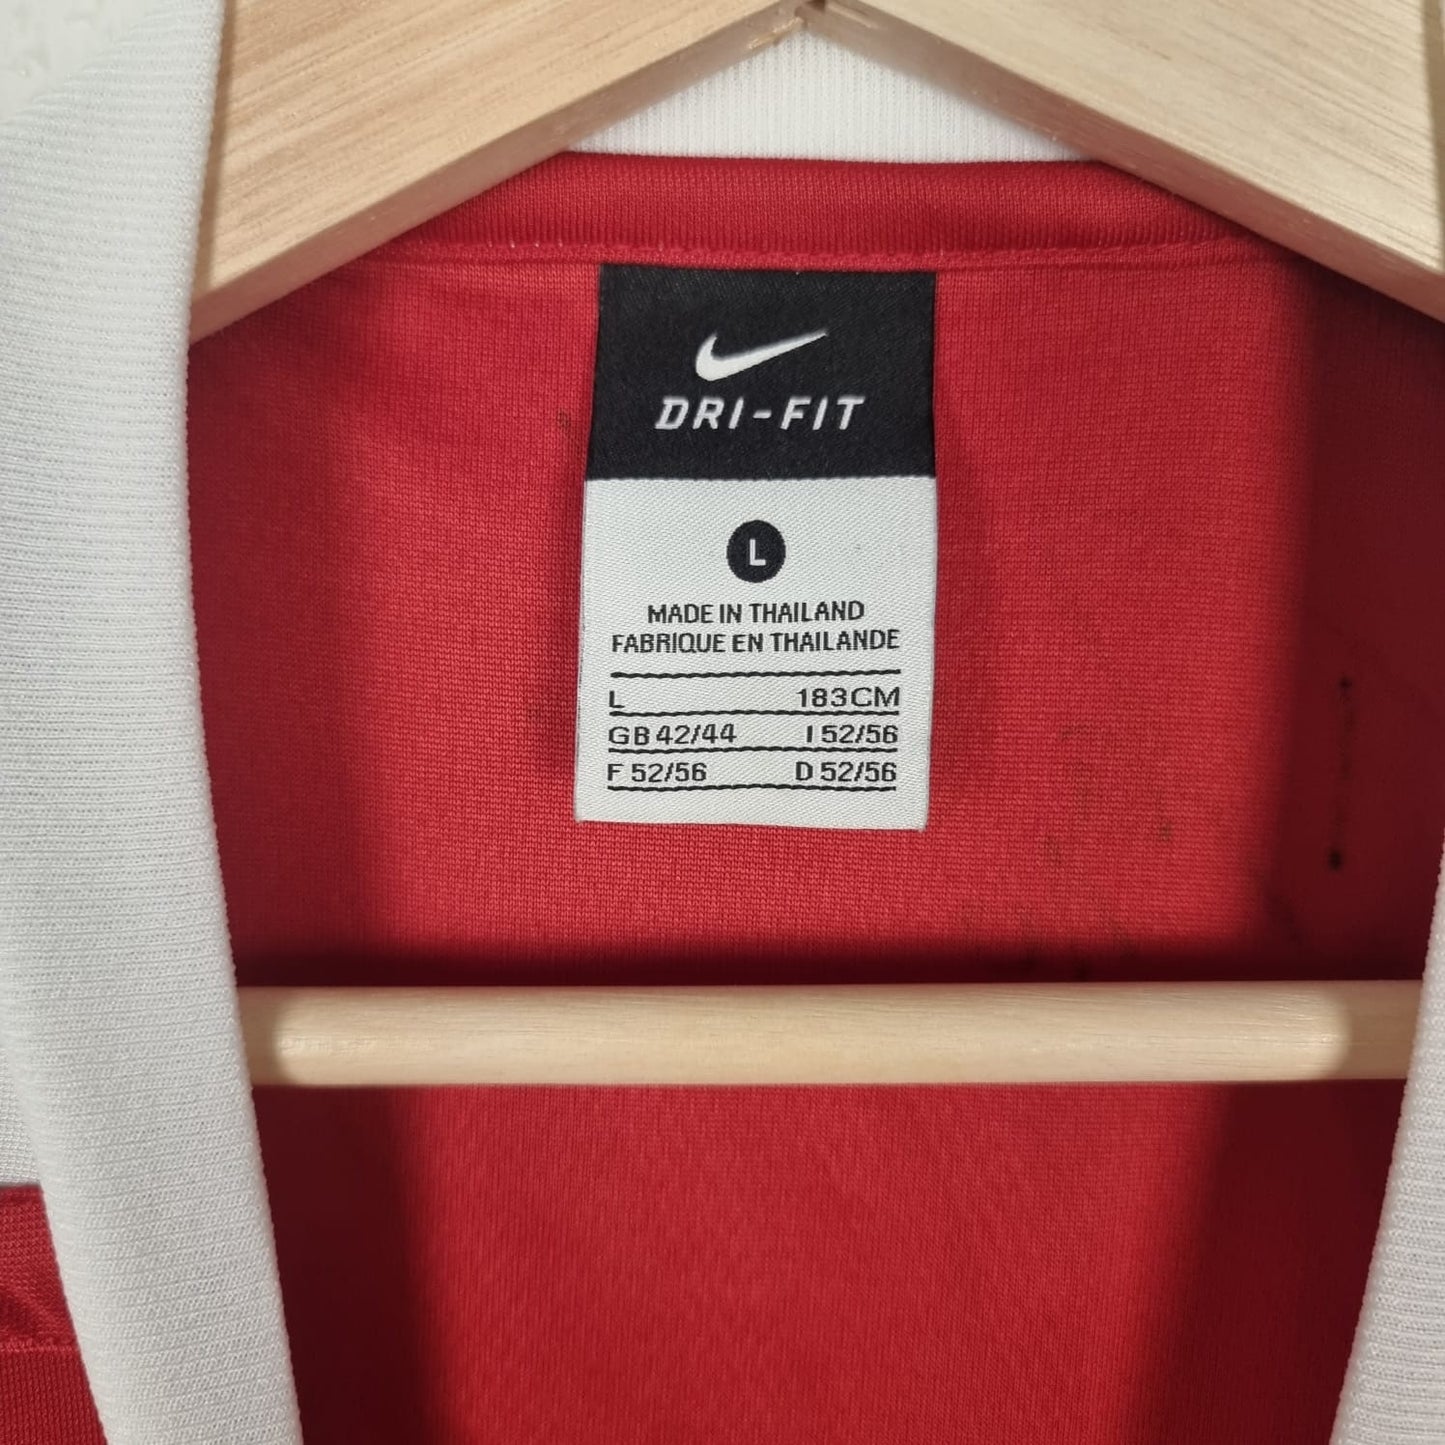 DRI-FIT
L
MADE IN THAILAND
FABRIQUE EN THAILANDE
L 183CM
GB 42/44 I 52/56
F 52/56 D 52/56